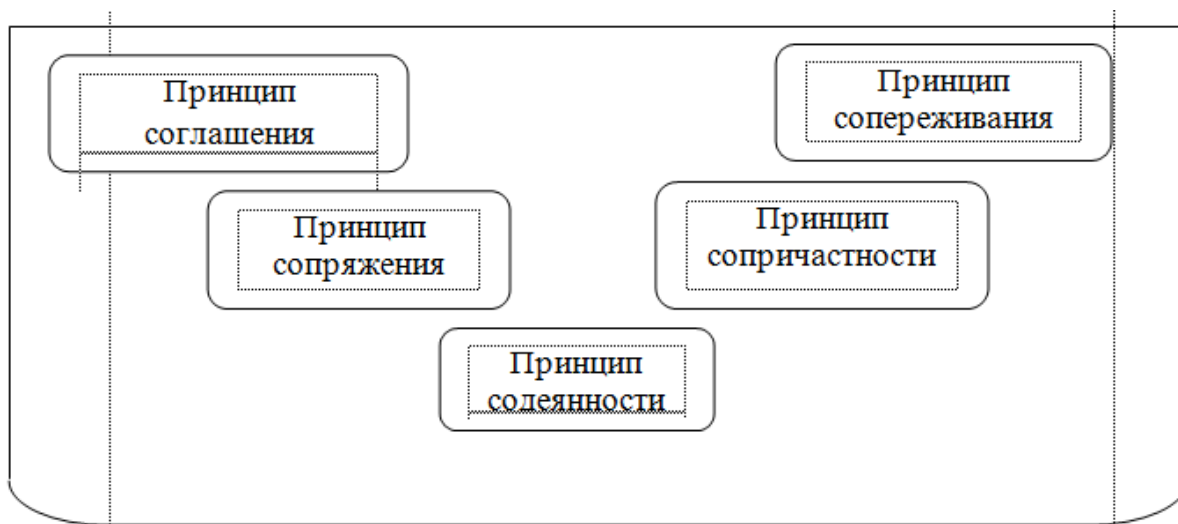 Принцип
соглашения
Принцип
сопереживания
Принцип
сопряжения
Принцип
сопричастности
Принцип
содеянности